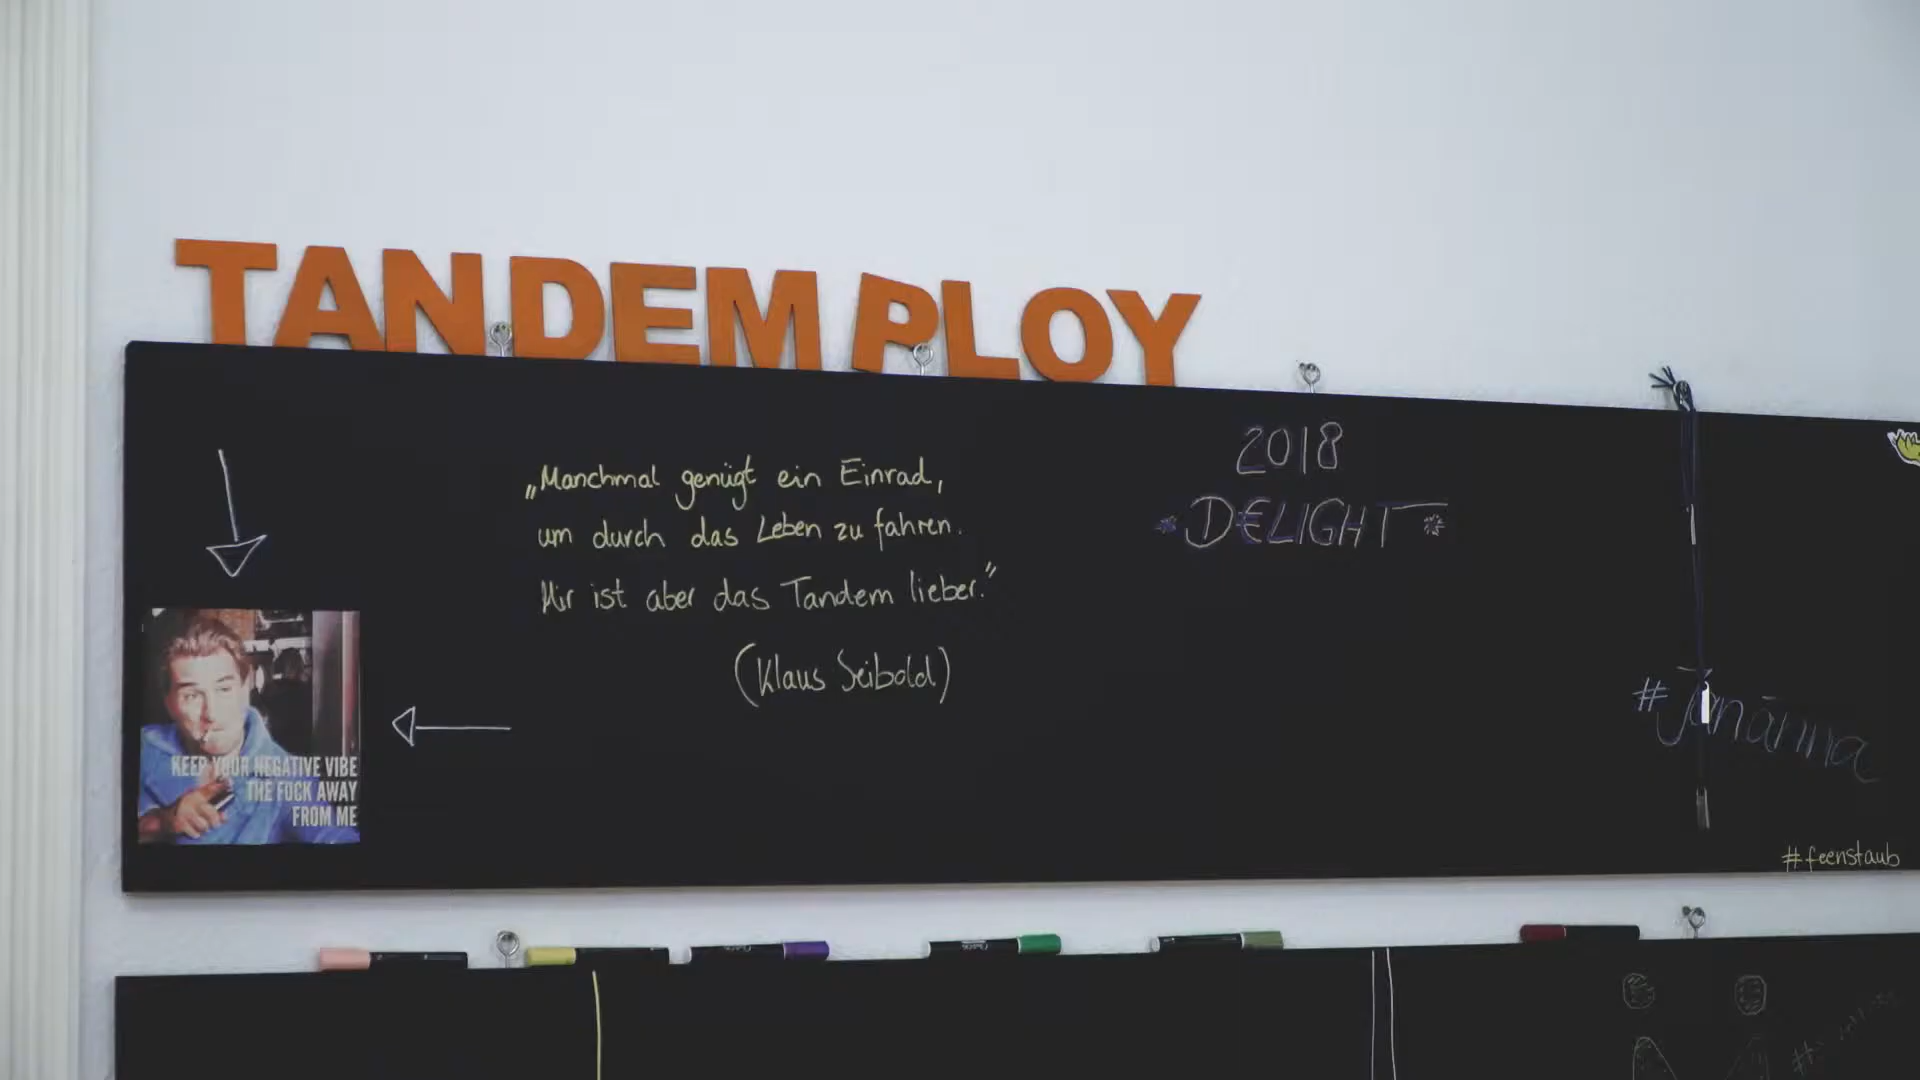 TANDEMPLOY
„Manchmal genügt ein Einrad,
um durch das Leben zu fahren.
Mir ist aber das Tandem lieber.”
(Klaus Seibold)
2018
*DELIGHT*
KEEP YOUR NEGATIVE VIBE
THE FUCK AWAY
FROM ME
#feenstaub